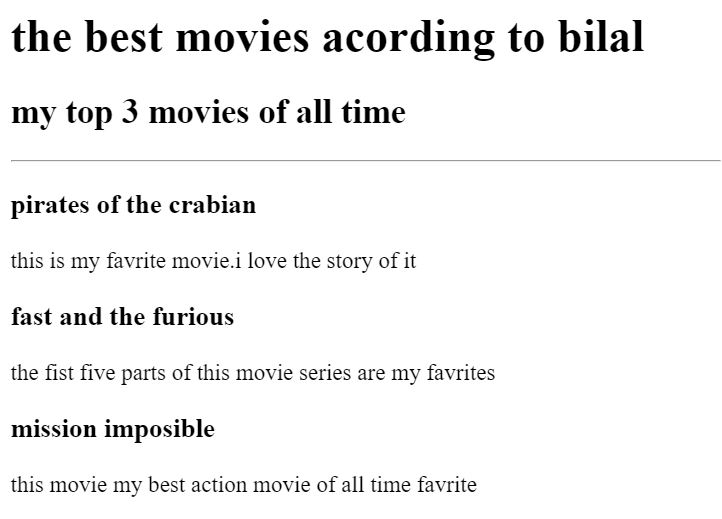 the best movies acording to bilal
my top 3 movies of all time
pirates of the crabian
this is my favrite movie.i love the story of it
fast and the furious
the fist five parts of this movie series are my favrites
mission imposible
this movie my best action movie of all time favrite